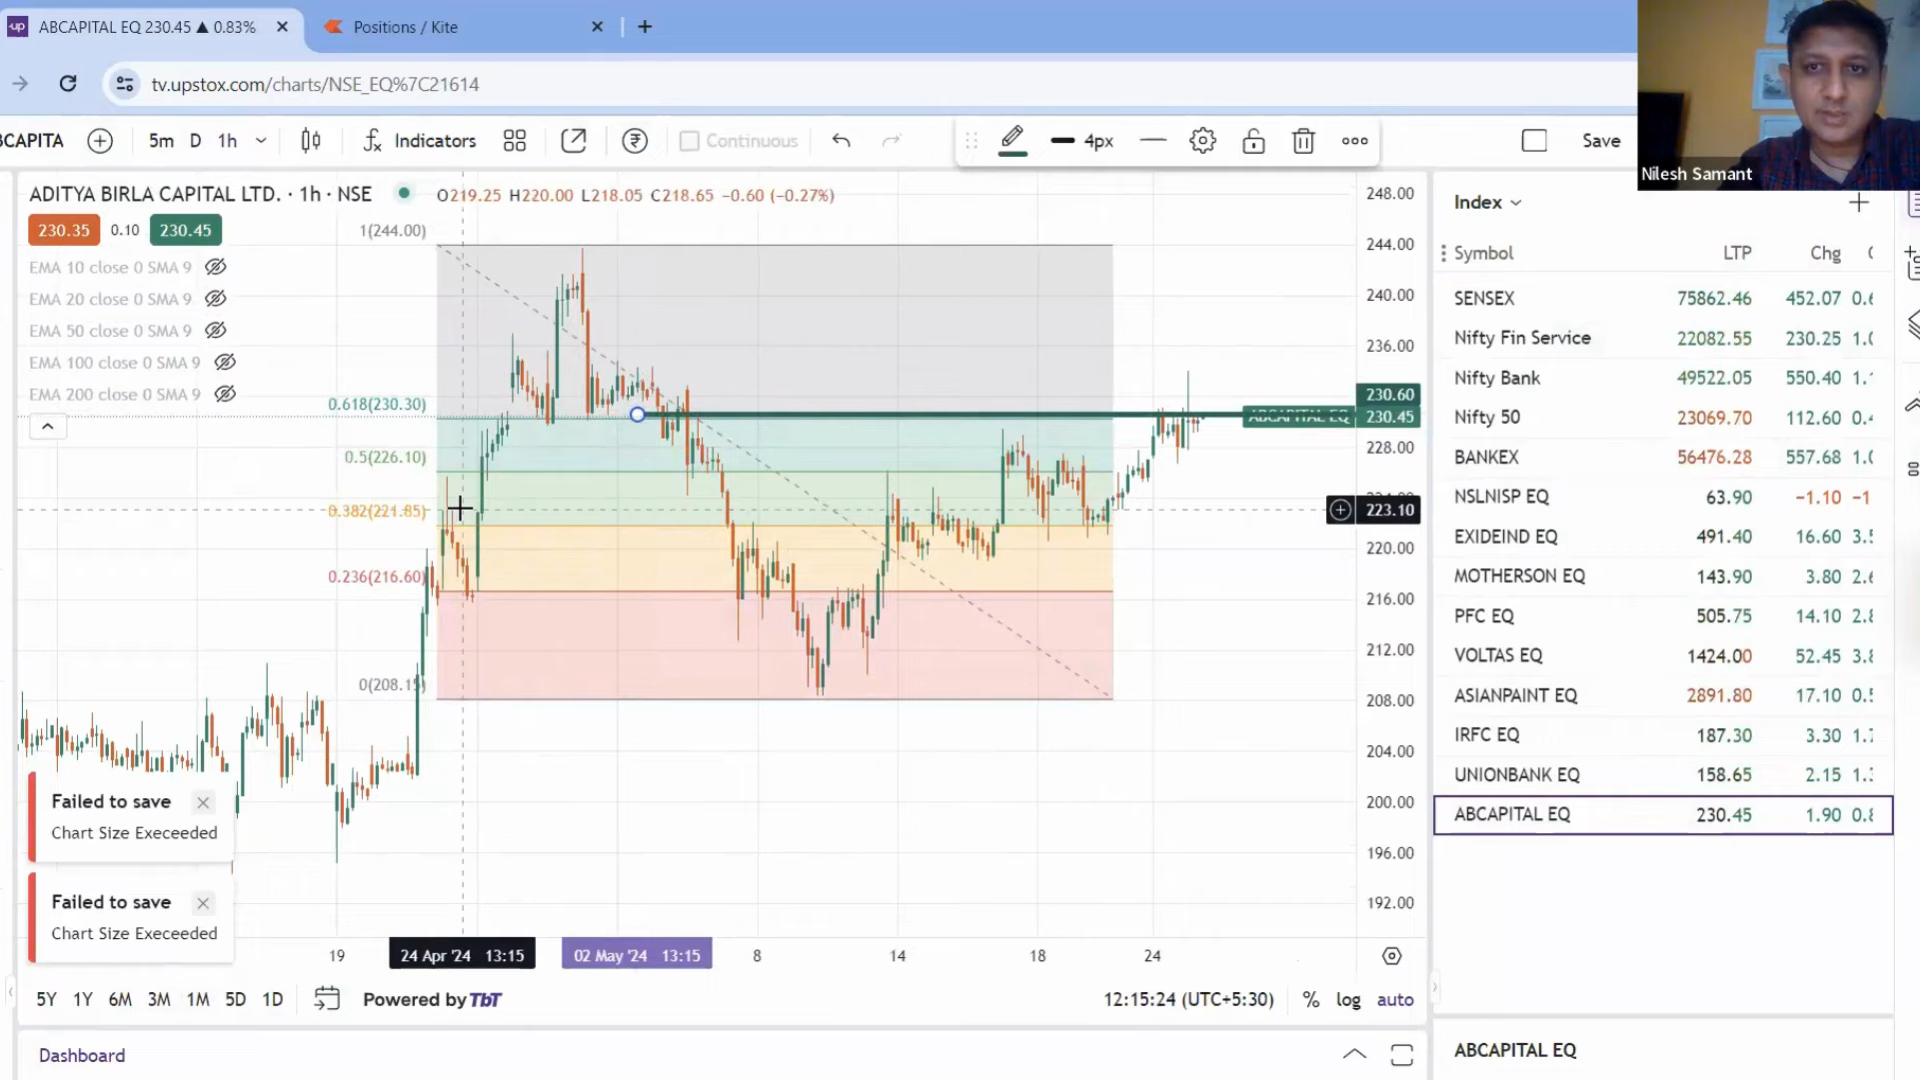 up ABCAPITAL EQ 230.45 ▲ 0.83%
Positions / Kite
tv.upstox.com/charts/NSE_EQ%7C21614
BCAPITA
5m D 1h
Indicators
Continuous
4px
Save
Nilesh Samant
ADITYA BIRLA CAPITAL LTD. · 1h · NSE
O219.25 H220.00 L218.05 C218.65 −0.60 (−0.27%)
230.35 0.10 230.45
EMA 10 close 0 SMA 9
EMA 20 close 0 SMA 9
EMA 50 close 0 SMA 9
EMA 100 close 0 SMA 9
EMA 200 close 0 SMA 9
1(244.00)
0.618(230.30)
0.5(226.10)
0.382(221.85)
0.236(216.60)
0(208.15)
248.00
244.00
240.00
236.00
230.60
ABCAPITAL EQ 230.45
228.00
223.10
220.00
216.00
212.00
208.00
204.00
200.00
196.00
192.00
Failed to save
Chart Size Execeeded
Failed to save
Chart Size Execeeded
19
24 Apr '24 13:15
02 May '24 13:15
8
14
18
24
5Y 1Y 6M 3M 1M 5D 1D
Powered by TbT
12:15:24 (UTC+5:30)
% log auto
Dashboard
Index
Symbol LTP Chg
SENSEX 75862.46 452.07
Nifty Fin Service 22082.55 230.25
Nifty Bank 49522.05 550.40
Nifty 50 23069.70 112.60
BANKEX 56476.28 557.68
NSLNISP EQ 63.90 −1.10
EXIDEIND EQ 491.40 16.60
MOTHERSON EQ 143.90 3.80
PFC EQ 505.75 14.10
VOLTAS EQ 1424.00 52.45
ASIANPAINT EQ 2891.80 17.10
IRFC EQ 187.30 3.30
UNIONBANK EQ 158.65 2.15
ABCAPITAL EQ 230.45 1.90
ABCAPITAL EQ